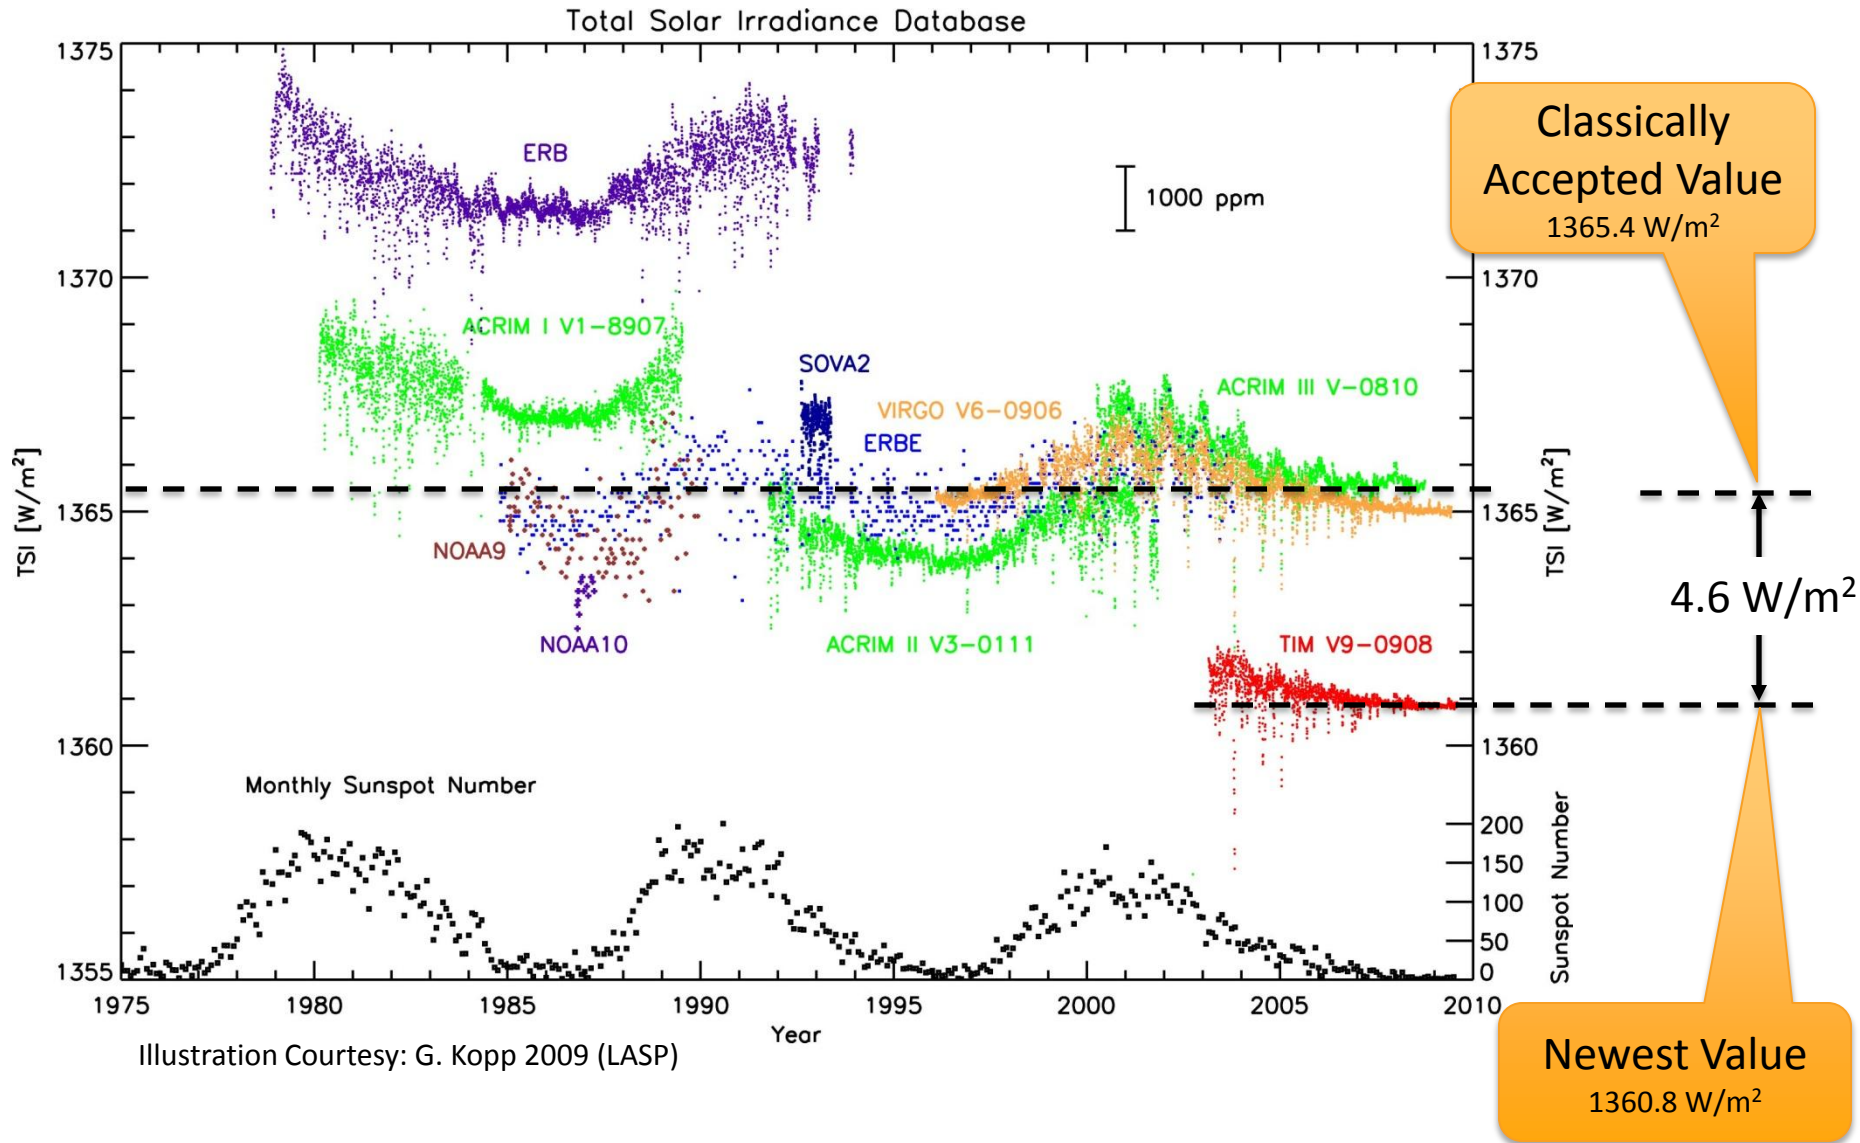 Total Solar Irradiance Database
1375
1375
Classically
Accepted Value
1365.4 W/m²
ERB
1000 ppm
1370
1370
ACRIM I V1-8907
SOVA2
ACRIM III V-0810
VIRGO V6-0906
ERBE
TSI [W/m²]
TSI [W/m²]
1365
1365
NOAA9
4.6 W/m²
NOAA10
ACRIM II V3-0111
TIM V9-0908
1360
1360
Monthly Sunspot Number
200
150
100
50
0
Sunspot Number
1355
1975
1980
1985
1990
1995
2000
2005
2010
Year
Illustration Courtesy: G. Kopp 2009 (LASP)
Newest Value
1360.8 W/m²